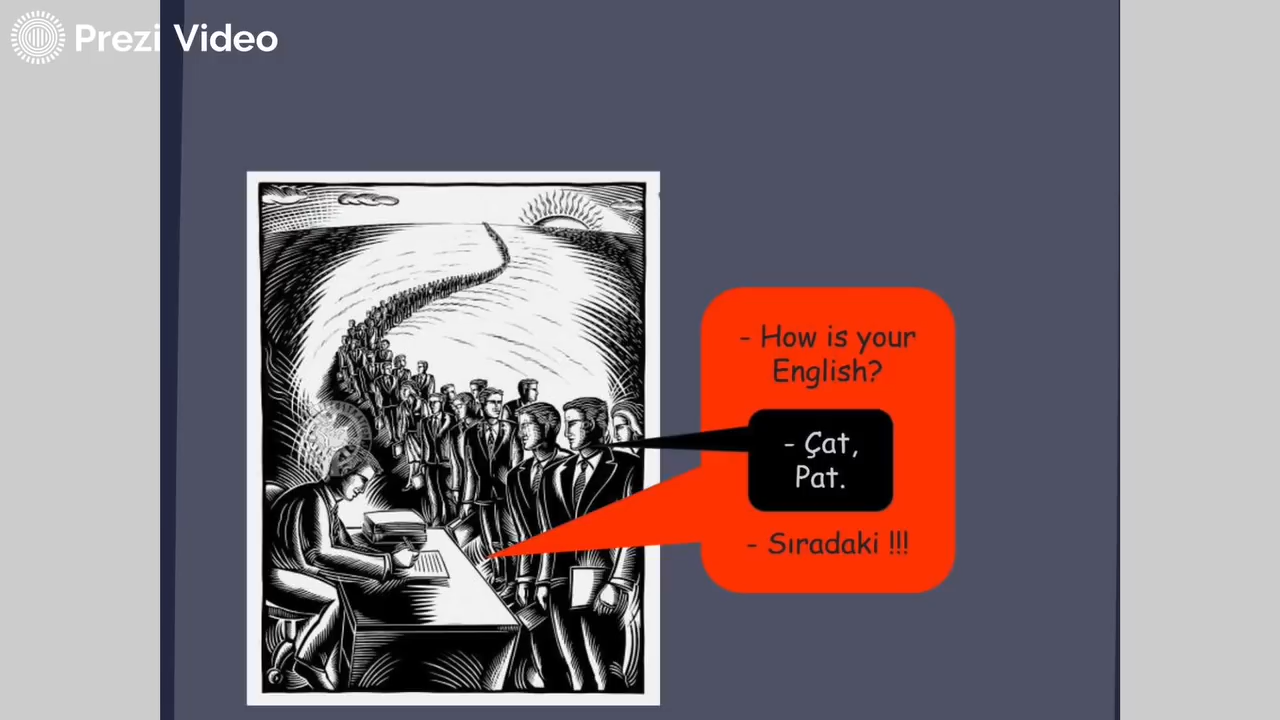 Prezi Video
- How is your
English?
- Çat,
Pat.
- Sıradaki !!!